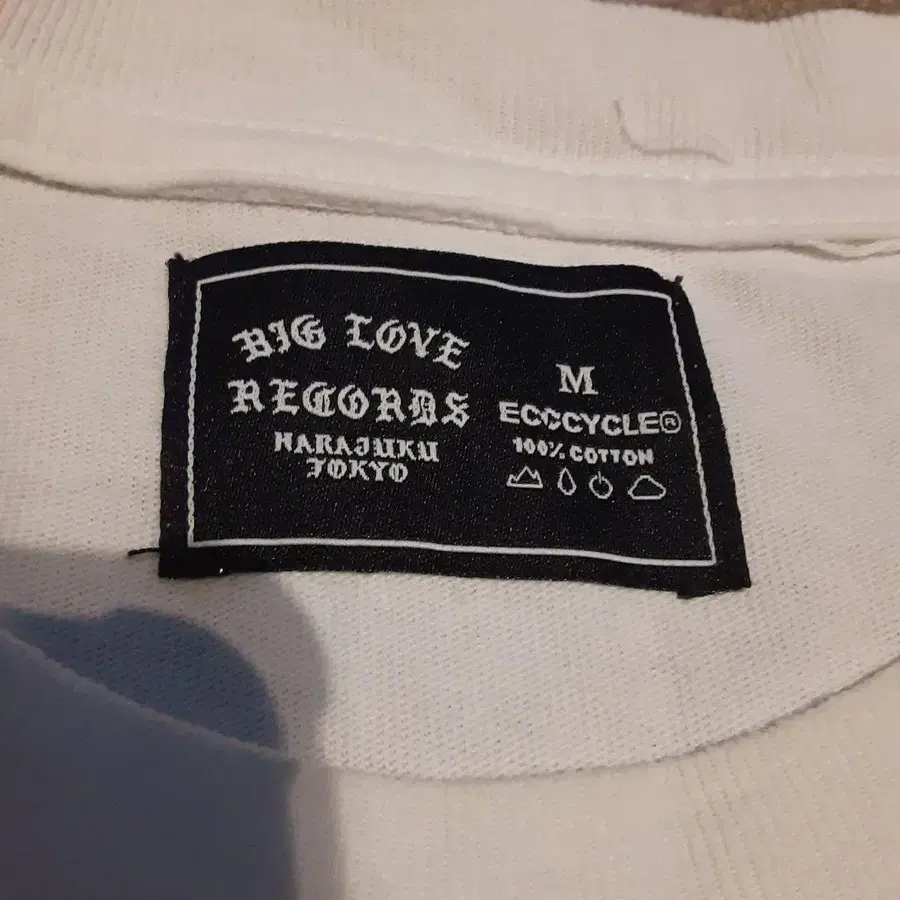 BIG LOVE
RECORDS
HARAJUKU
TOKYO
M
ECCCYCLE®
100% COTTON